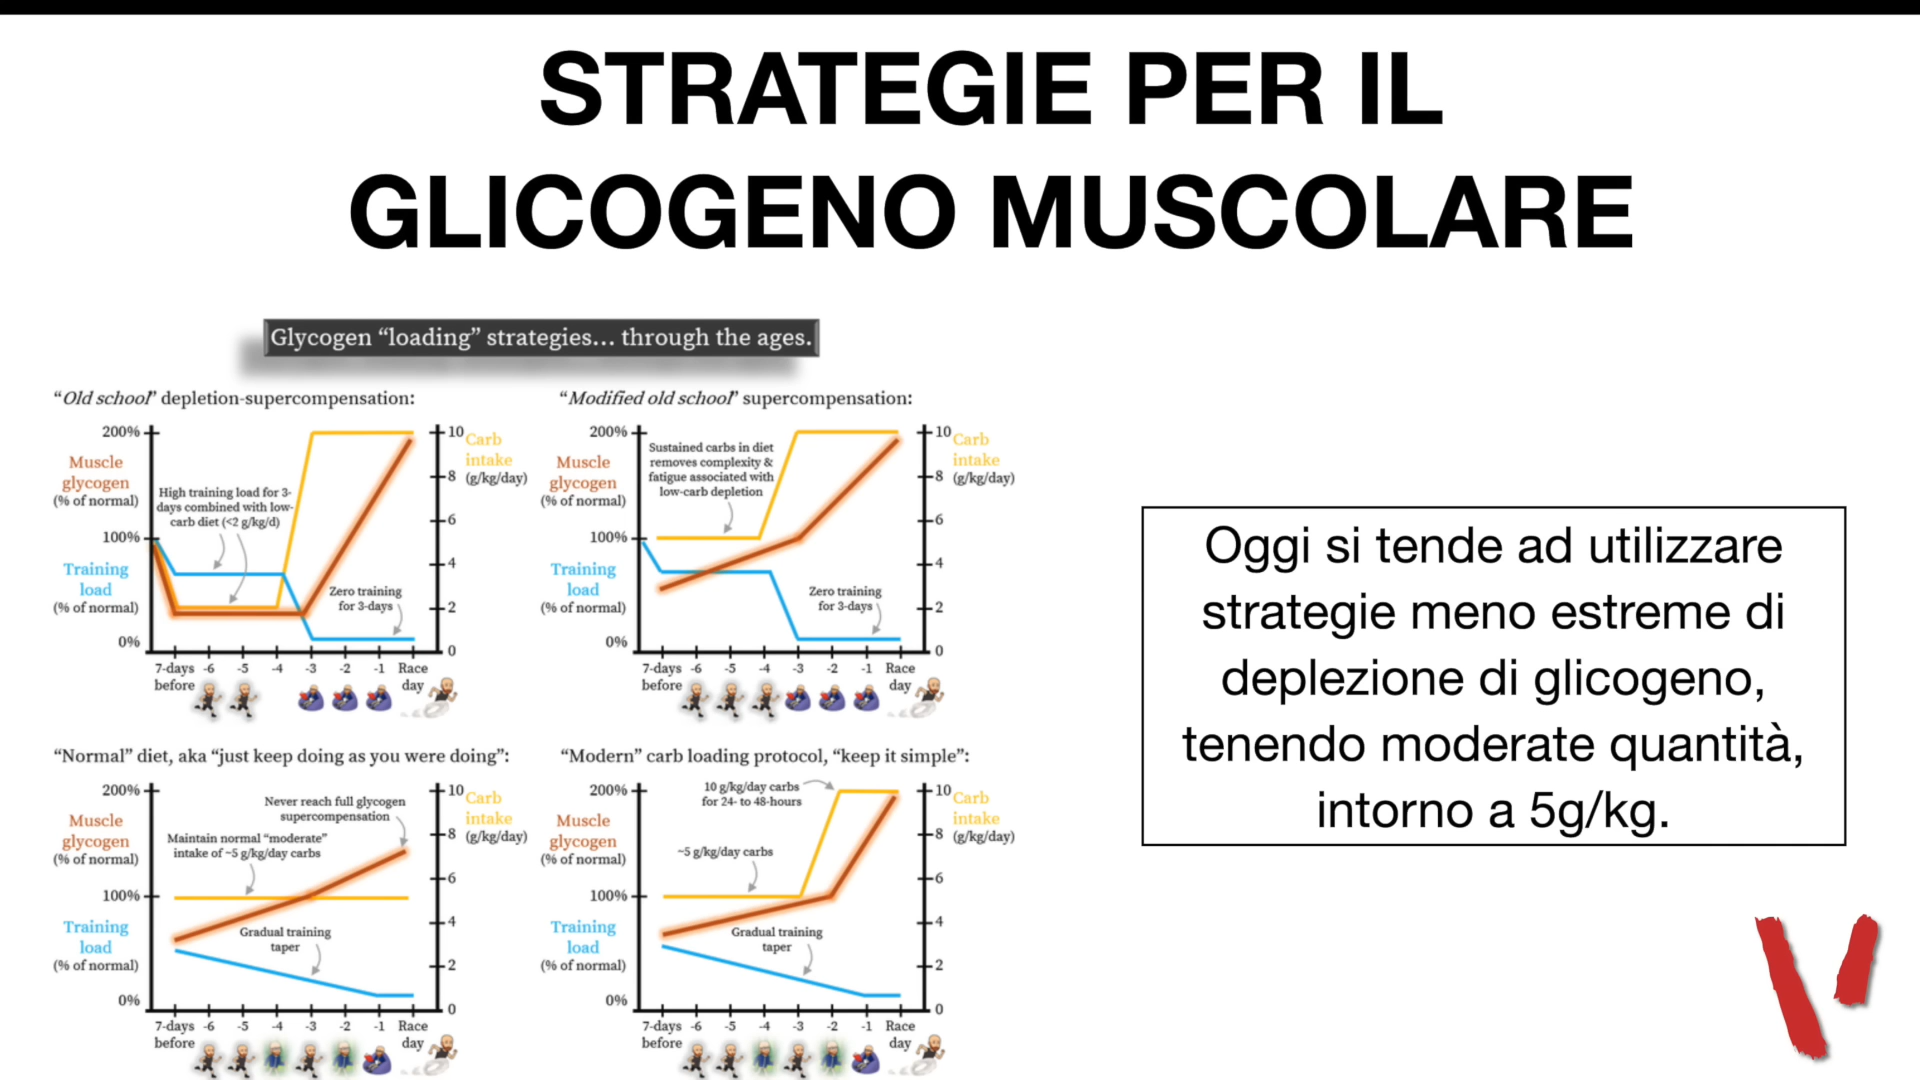 STRATEGIE PER IL
GLICOGENO MUSCOLARE
Glycogen “loading” strategies... through the ages.
“Old school” depletion-supercompensation:
200%
100%
0%
Muscle
glycogen
(% of normal)
Training
load
(% of normal)
High training load for 3-
days combined with low-
carb diet (<2 g/kg/d)
Zero training
for 3-days
10
8
6
4
2
0
Carb
intake
(g/kg/day)
7-days
before
-6
-5
-4
-3
-2
-1
Race
day
“Modified old school” supercompensation:
200%
100%
0%
Muscle
glycogen
(% of normal)
Training
load
(% of normal)
Sustained carbs in diet
removes complexity &
fatigue associated with
low-carb depletion
Zero training
for 3-days
10
8
6
4
2
0
Carb
intake
(g/kg/day)
7-days
before
-6
-5
-4
-3
-2
-1
Race
day
“Normal” diet, aka “just keep doing as you were doing”:
200%
100%
0%
Muscle
glycogen
(% of normal)
Training
load
(% of normal)
Never reach full glycogen
supercompensation
Maintain normal “moderate”
intake of ~5 g/kg/day carbs
Gradual training
taper
10
8
6
4
2
0
Carb
intake
(g/kg/day)
7-days
before
-6
-5
-4
-3
-2
-1
Race
day
“Modern” carb loading protocol, “keep it simple”:
200%
100%
0%
Muscle
glycogen
(% of normal)
Training
load
(% of normal)
10 g/kg/day carbs
for 24- to 48-hours
~5 g/kg/day carbs
Gradual training
taper
10
8
6
4
2
0
Carb
intake
(g/kg/day)
7-days
before
-6
-5
-4
-3
-2
-1
Race
day
Oggi si tende ad utilizzare
strategie meno estreme di
deplezione di glicogeno,
tenendo moderate quantità,
intorno a 5g/kg.